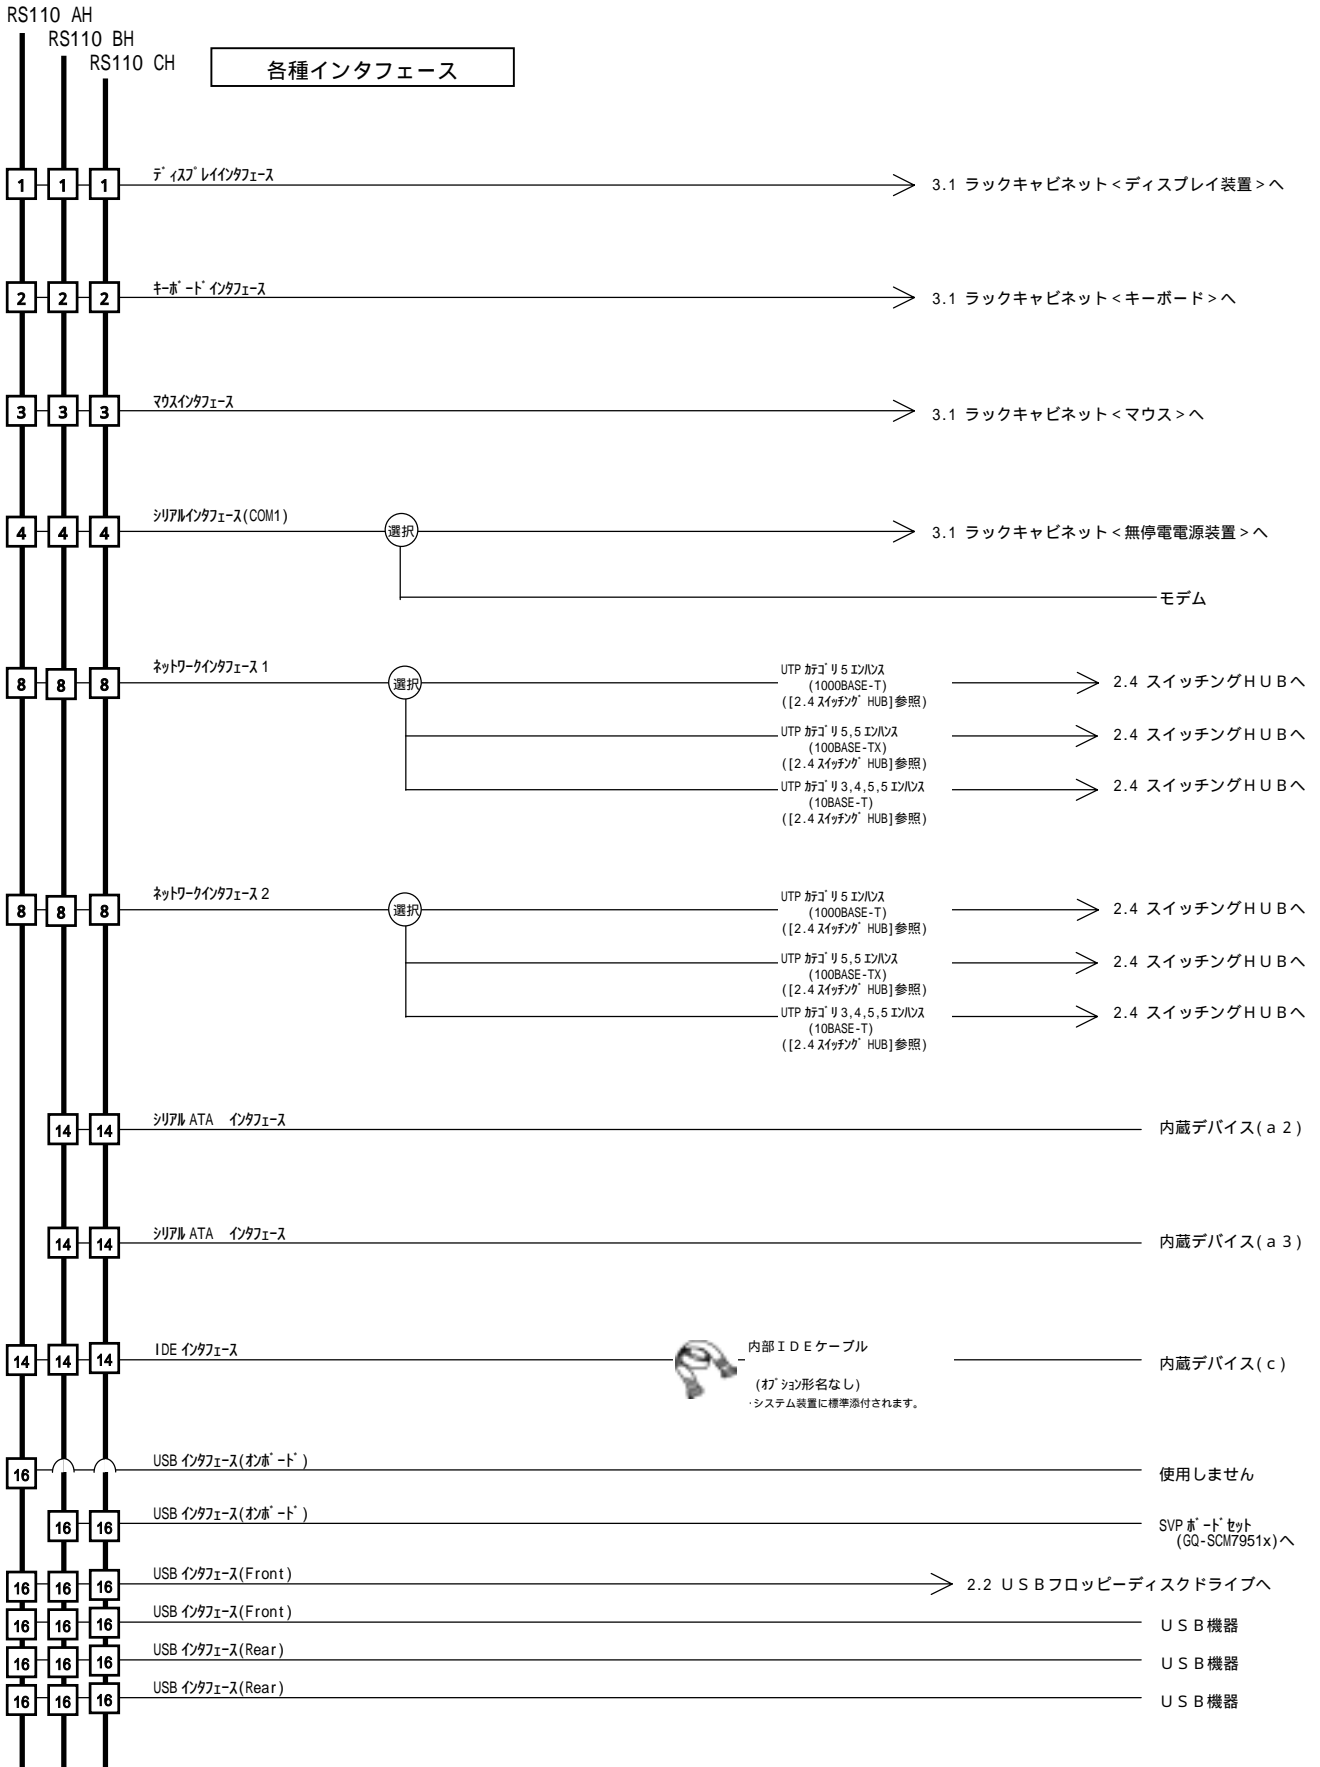 RS110 AH
RS110 BH
RS110 CH
各種インタフェース
1 1 1 ﾃﾞｨｽﾌﾟﾚｲｲﾝﾀﾌｪｰｽ 3.1 ラックキャビネット<ディスプレイ装置>へ
2 2 2 ｷｰﾎﾞｰﾄﾞｲﾝﾀﾌｪｰｽ 3.1 ラックキャビネット<キーボード>へ
3 3 3 ﾏｳｽｲﾝﾀﾌｪｰｽ 3.1 ラックキャビネット<マウス>へ
4 4 4 ｼﾘｱﾙｲﾝﾀﾌｪｰｽ(COM1) 選択 3.1 ラックキャビネット<無停電電源装置>へ
モデム
8 8 8 ﾈｯﾄﾜｰｸｲﾝﾀﾌｪｰｽ 1 選択 UTP ｶﾃｺﾞﾘ 5 ｴﾝﾊﾝｽ 2.4 スイッチングＨＵＢへ
(1000BASE-T)
([2.4 ｽｲｯﾁﾝｸﾞ HUB]参照)
UTP ｶﾃｺﾞﾘ 5,5 ｴﾝﾊﾝｽ 2.4 スイッチングＨＵＢへ
(100BASE-TX)
([2.4 ｽｲｯﾁﾝｸﾞ HUB]参照)
UTP ｶﾃｺﾞﾘ 3,4,5,5 ｴﾝﾊﾝｽ 2.4 スイッチングＨＵＢへ
(10BASE-T)
([2.4 ｽｲｯﾁﾝｸﾞ HUB]参照)
8 8 8 ﾈｯﾄﾜｰｸｲﾝﾀﾌｪｰｽ 2 選択 UTP ｶﾃｺﾞﾘ 5 ｴﾝﾊﾝｽ 2.4 スイッチングＨＵＢへ
(1000BASE-T)
([2.4 ｽｲｯﾁﾝｸﾞ HUB]参照)
UTP ｶﾃｺﾞﾘ 5,5 ｴﾝﾊﾝｽ 2.4 スイッチングＨＵＢへ
(100BASE-TX)
([2.4 ｽｲｯﾁﾝｸﾞ HUB]参照)
UTP ｶﾃｺﾞﾘ 3,4,5,5 ｴﾝﾊﾝｽ 2.4 スイッチングＨＵＢへ
(10BASE-T)
([2.4 ｽｲｯﾁﾝｸﾞ HUB]参照)
14 14 ｼﾘｱﾙ ATA ｲﾝﾀﾌｪｰｽ 内蔵デバイス(ａ2)
14 14 ｼﾘｱﾙ ATA ｲﾝﾀﾌｪｰｽ 内蔵デバイス(ａ3)
14 14 14 IDE ｲﾝﾀﾌｪｰｽ 内部ＩＤＥケーブル 内蔵デバイス(ｃ)
(ｵﾌﾟｼｮﾝ形名なし)
･システム装置に標準添付されます。
16 USB ｲﾝﾀﾌｪｰｽ(ｵﾝﾎﾞｰﾄﾞ) 使用しません
16 16 USB ｲﾝﾀﾌｪｰｽ(ｵﾝﾎﾞｰﾄﾞ) SVP ﾎﾞｰﾄﾞｾｯﾄ
(GQ-SCM7951x)へ
16 16 16 USB ｲﾝﾀﾌｪｰｽ(Front) 2.2 ＵＳＢフロッピーディスクドライブへ
16 16 16 USB ｲﾝﾀﾌｪｰｽ(Front) ＵＳＢ機器
16 16 16 USB ｲﾝﾀﾌｪｰｽ(Rear) ＵＳＢ機器
16 16 16 USB ｲﾝﾀﾌｪｰｽ(Rear) ＵＳＢ機器